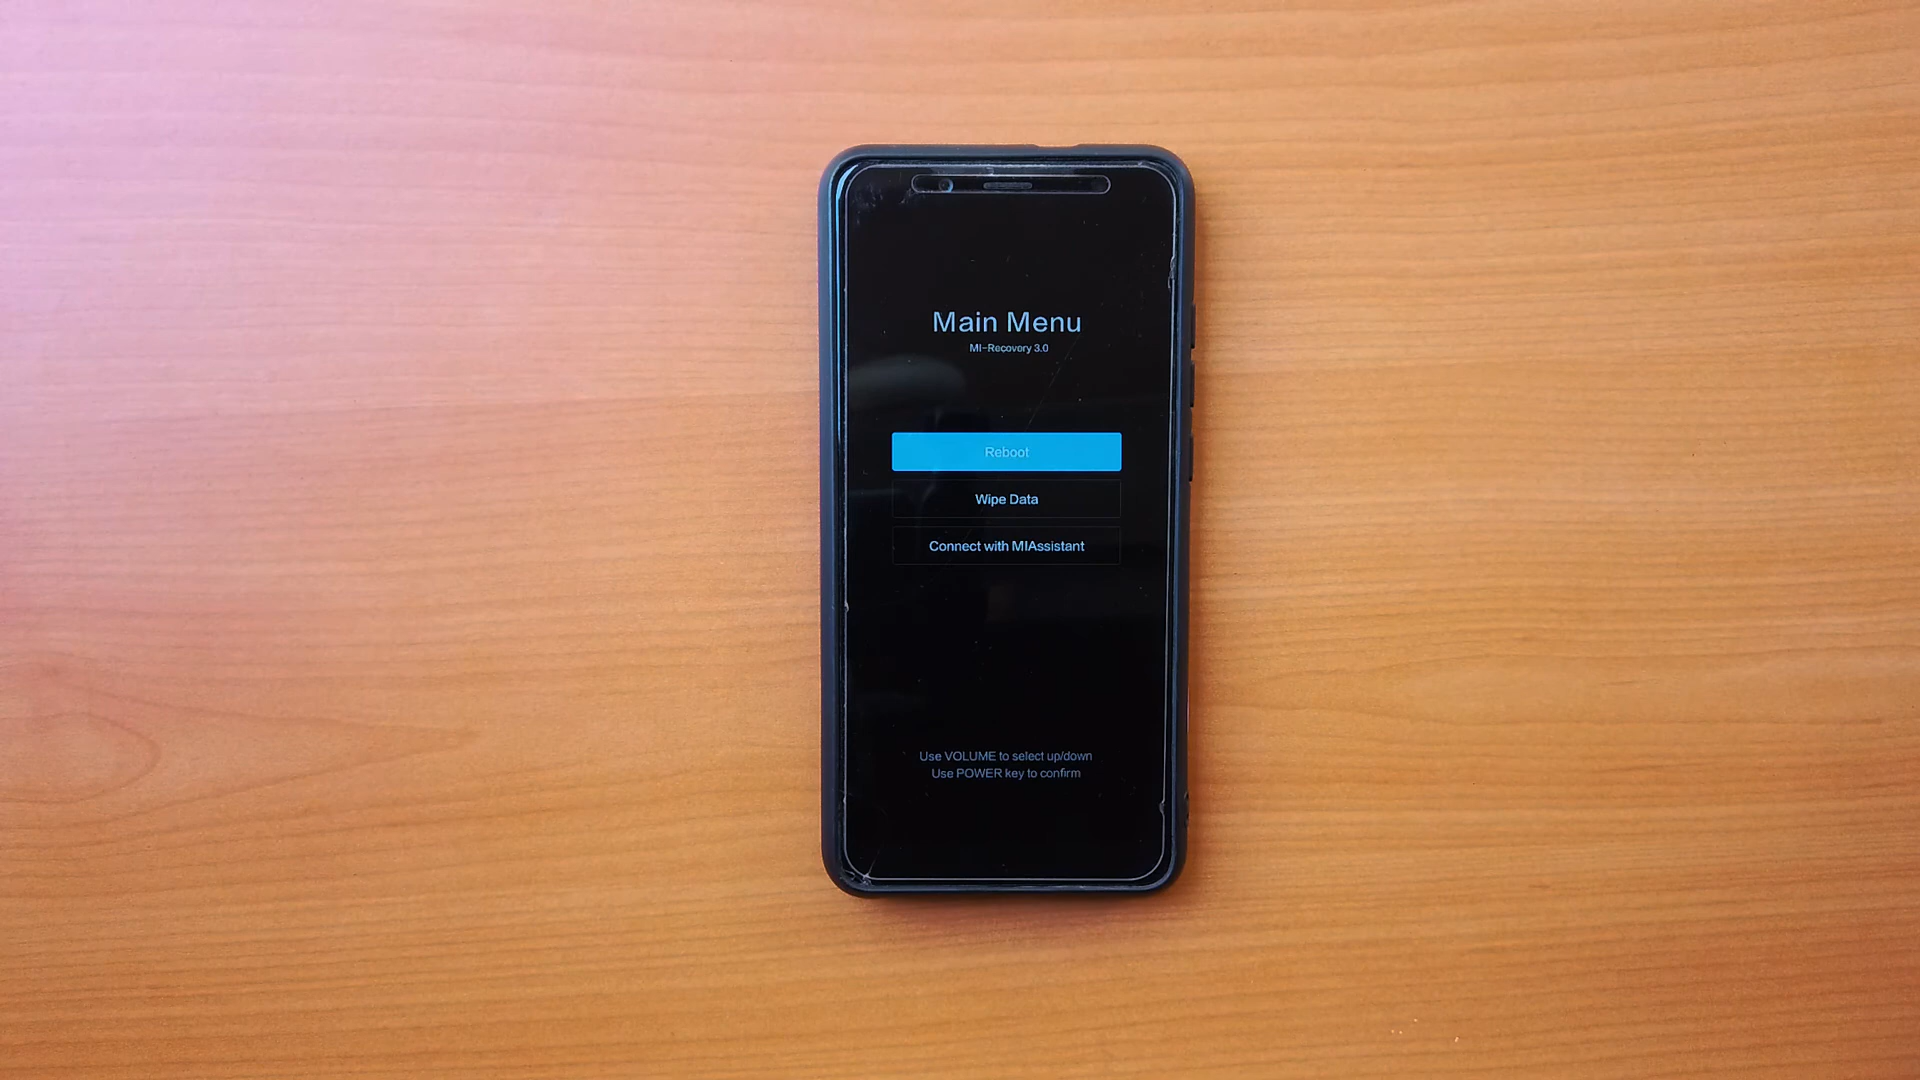 Main Menu
MI-Recovery 3.0
Reboot
Wipe Data
Connect with MIAssistant
Use VOLUME to select up/down
Use POWER key to confirm